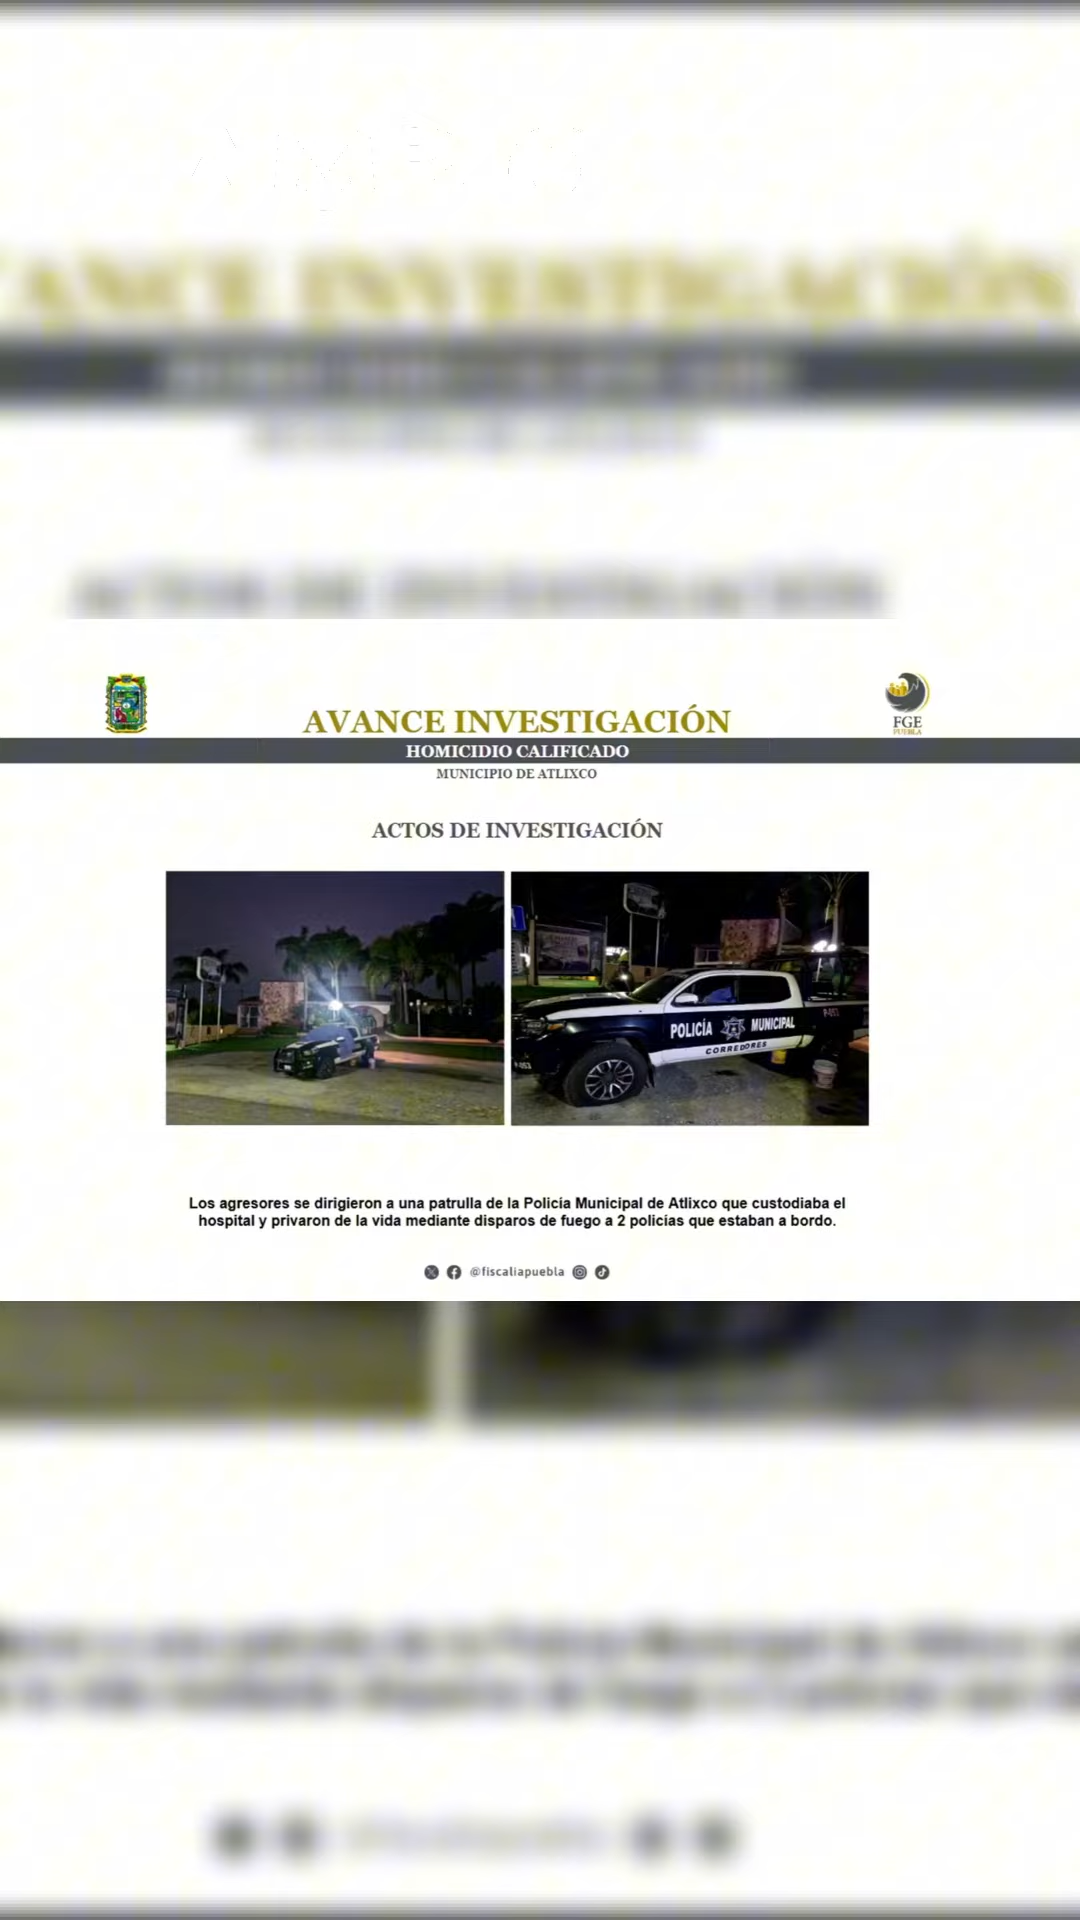 AVANCE INVESTIGACIÓN
FGE
PUEBLA
HOMICIDIO CALIFICADO
MUNICIPIO DE ATLIXCO
ACTOS DE INVESTIGACIÓN
POLICÍA MUNICIPAL
CORREDORES
P-053
Los agresores se dirigieron a una patrulla de la Policía Municipal de Atlixco que custodiaba el
hospital y privaron de la vida mediante disparos de fuego a 2 policías que estaban a bordo.
@fiscaliapuebla